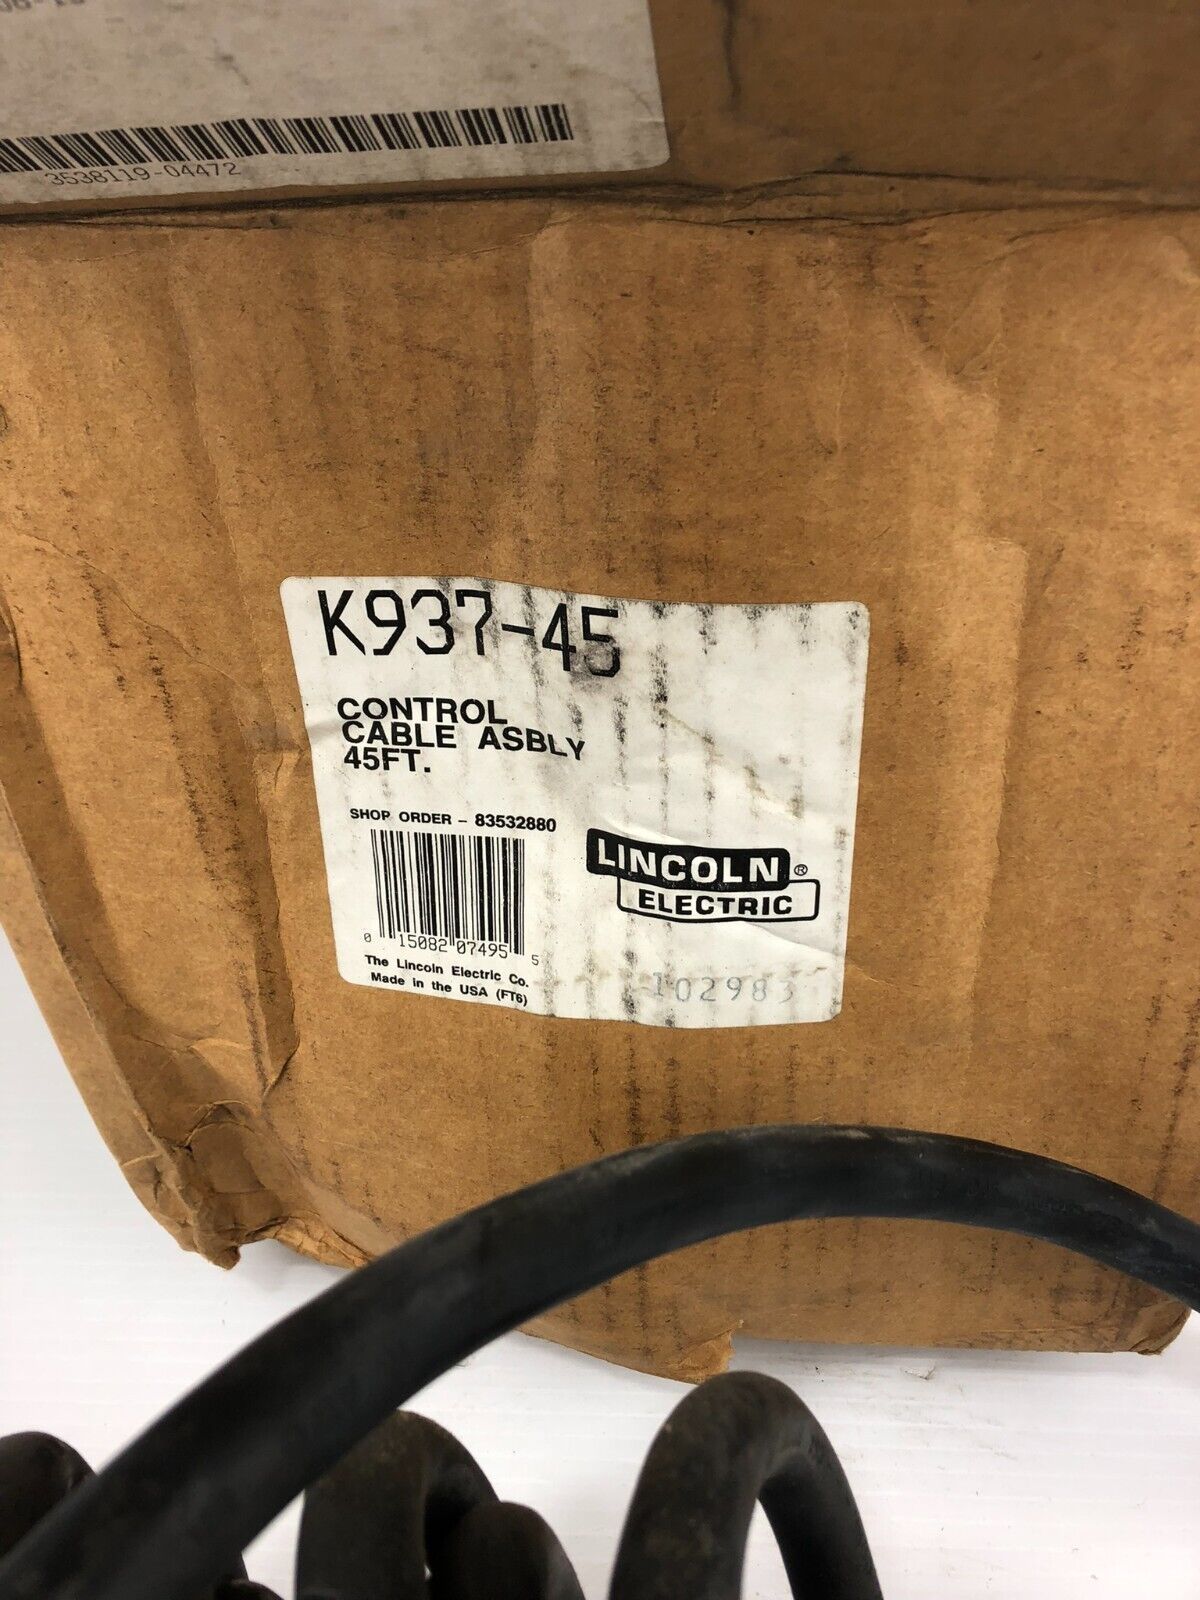 3538119-04472
K937-45
CONTROL
CABLE ASBLY
45FT.
SHOP ORDER - 83532880
0 15082 07495 5
The Lincoln Electric Co.
Made in the USA (FT6)
LINCOLN ®
ELECTRIC
102983